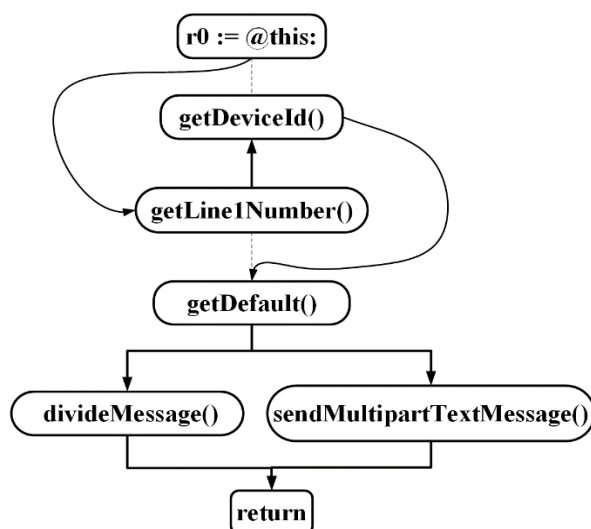 r0 := @this:
getDeviceId()
getLine1Number()
getDefault()
divideMessage()
sendMultipartTextMessage()
return